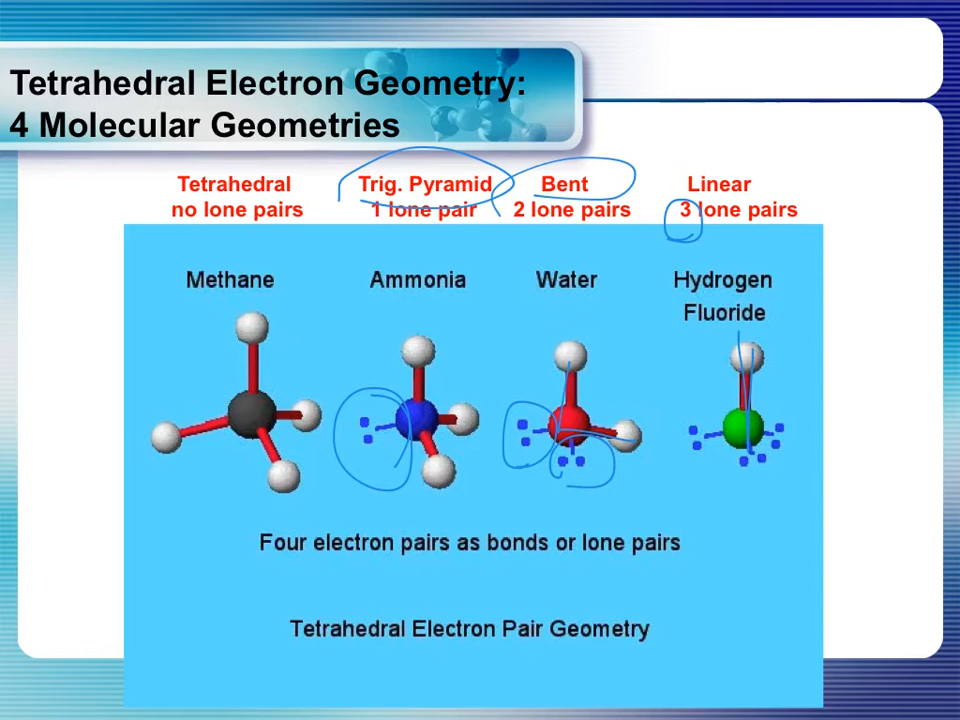 Tetrahedral Electron Geometry:
4 Molecular Geometries
Tetrahedral
no lone pairs
Trig. Pyramid
1 lone pair
Bent
2 lone pairs
Linear
3 lone pairs
Methane
Ammonia
Water
Hydrogen
Fluoride
Four electron pairs as bonds or lone pairs
Tetrahedral Electron Pair Geometry